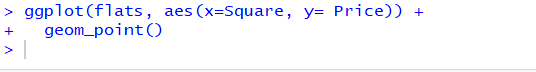 > ggplot(flats, aes(x=Square, y= Price)) +
+   geom_point()
>